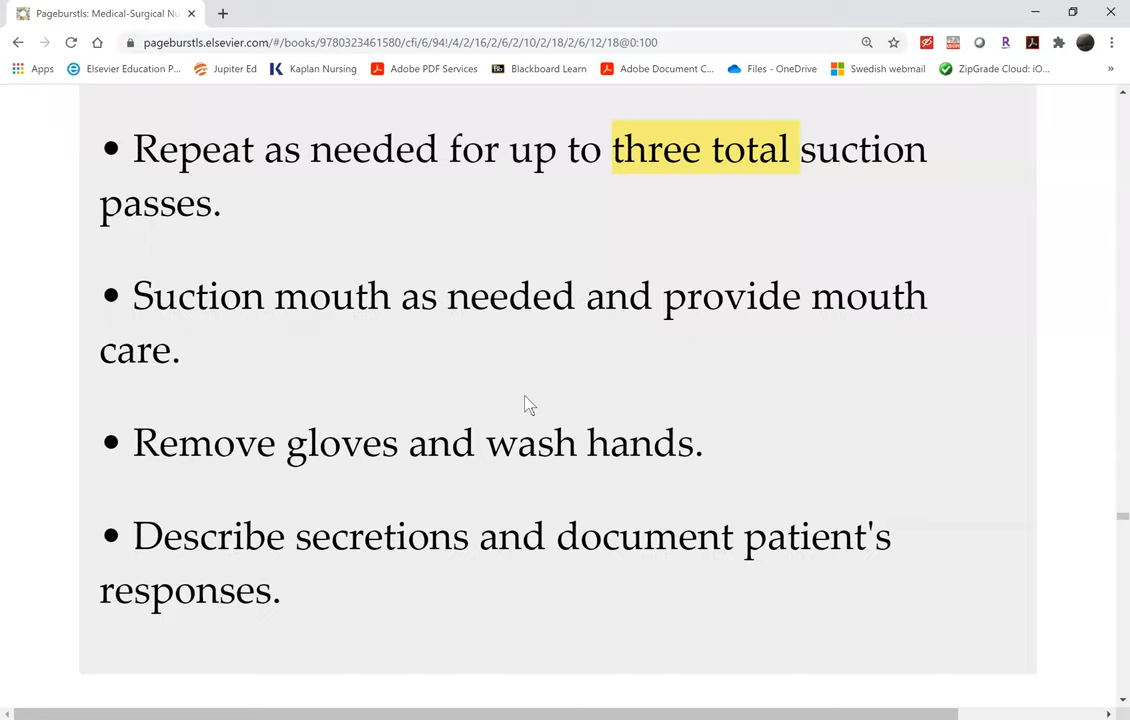 Pageburstls: Medical-Surgical Nu
pageburstls.elsevier.com/#/books/9780323461580/cfi/6/94!/4/2/16/2/6/2/10/2/18/2/6/12/18@0:100
Apps Elsevier Education P... Jupiter Ed Kaplan Nursing Adobe PDF Services Bb Blackboard Learn Adobe Document C... Files - OneDrive Swedish webmail ZipGrade Cloud: iO... »
• Repeat as needed for up to three total suction
passes.
• Suction mouth as needed and provide mouth
care.
• Remove gloves and wash hands.
• Describe secretions and document patient's
responses.